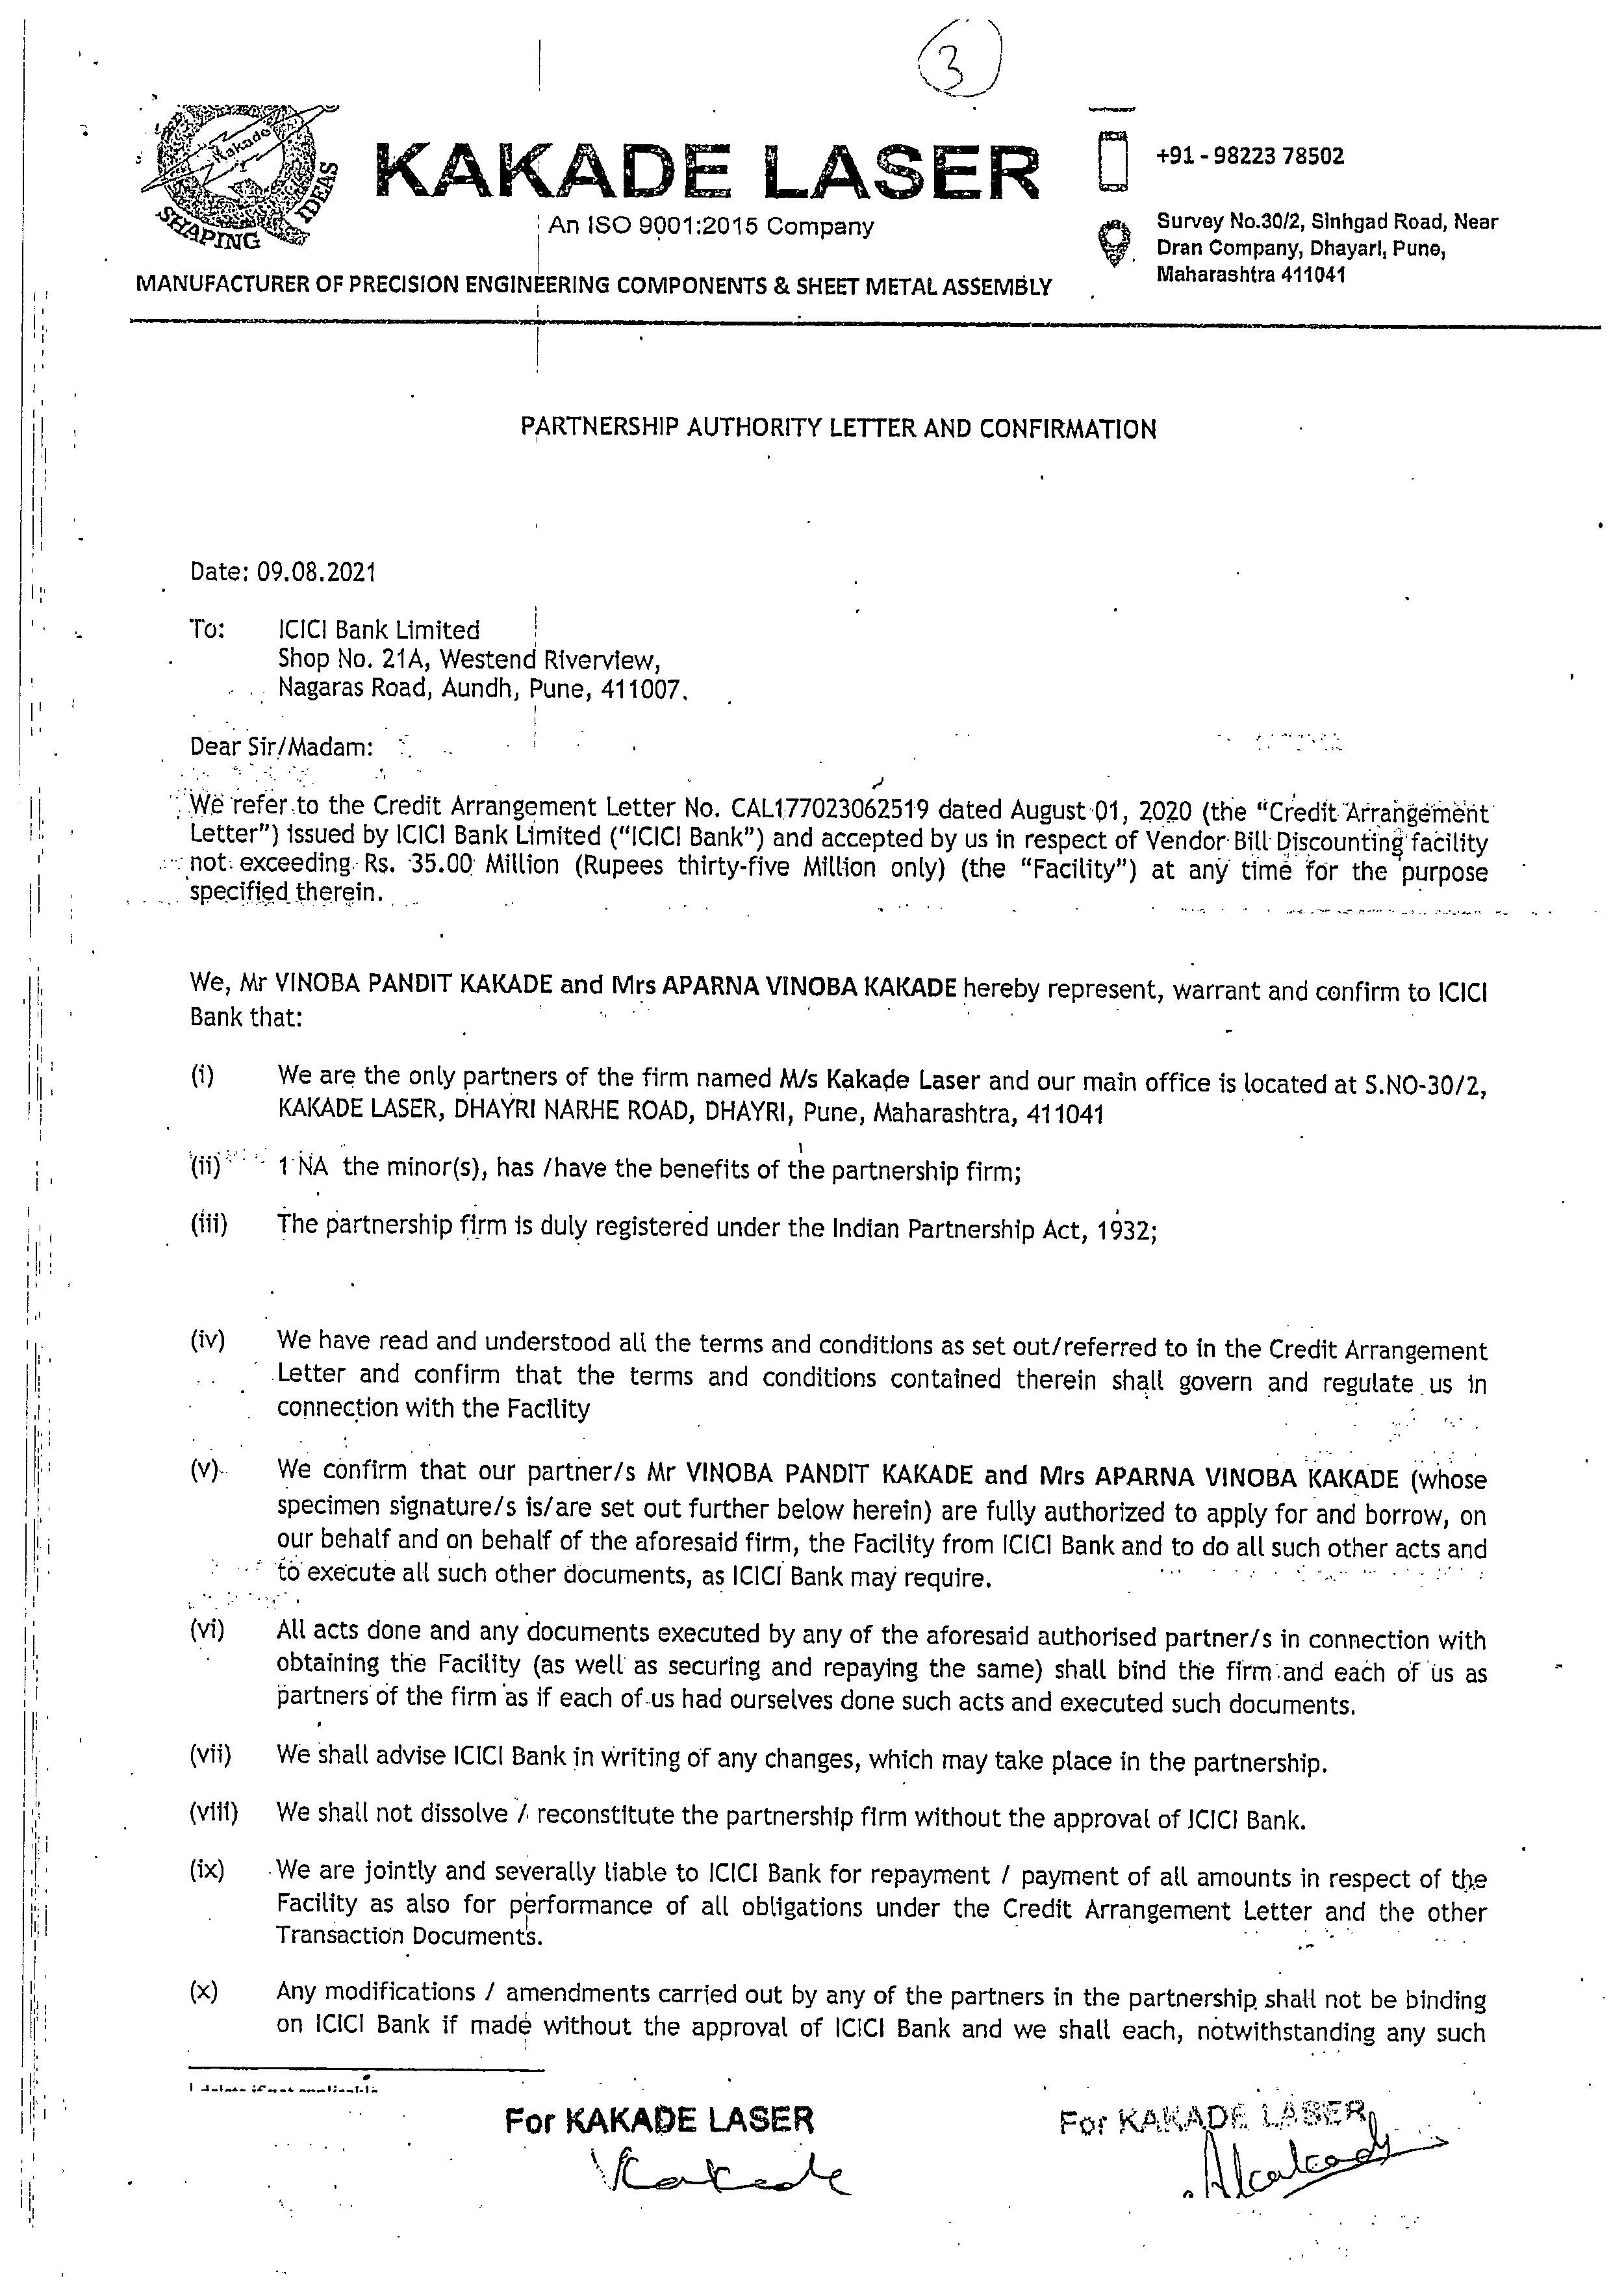 3
Kakade
SHAPING IDEAS
KAKADE LASER
An ISO 9001:2015 Company
MANUFACTURER OF PRECISION ENGINEERING COMPONENTS & SHEET METAL ASSEMBLY
+91 - 98223 78502
Survey No.30/2, Sinhgad Road, Near
Dran Company, Dhayari, Pune,
Maharashtra 411041
PARTNERSHIP AUTHORITY LETTER AND CONFIRMATION
Date: 09.08.2021
To: ICICI Bank Limited
Shop No. 21A, Westend Riverview,
Nagaras Road, Aundh, Pune, 411007.
Dear Sir/Madam:
We refer to the Credit Arrangement Letter No. CAL177023062519 dated August 01, 2020 (the “Credit Arrangement
Letter”) issued by ICICI Bank Limited (“ICICI Bank”) and accepted by us in respect of Vendor Bill Discounting facility
not exceeding Rs. 35.00 Million (Rupees thirty-five Million only) (the “Facility”) at any time for the purpose
specified therein.
We, Mr VINOBA PANDIT KAKADE and Mrs APARNA VINOBA KAKADE hereby represent, warrant and confirm to ICICI
Bank that:
(i) We are the only partners of the firm named M/s Kakade Laser and our main office is located at S.NO-30/2,
KAKADE LASER, DHAYRI NARHE ROAD, DHAYRI, Pune, Maharashtra, 411041
(ii) 1 NA the minor(s), has /have the benefits of the partnership firm;
(iii) The partnership firm is duly registered under the Indian Partnership Act, 1932;
(iv) We have read and understood all the terms and conditions as set out/referred to in the Credit Arrangement
Letter and confirm that the terms and conditions contained therein shall govern and regulate us in
connection with the Facility
(v) We confirm that our partner/s Mr VINOBA PANDIT KAKADE and Mrs APARNA VINOBA KAKADE (whose
specimen signature/s is/are set out further below herein) are fully authorized to apply for and borrow, on
our behalf and on behalf of the aforesaid firm, the Facility from ICICI Bank and to do all such other acts and
to execute all such other documents, as ICICI Bank may require.
(vi) All acts done and any documents executed by any of the aforesaid authorised partner/s in connection with
obtaining the Facility (as well as securing and repaying the same) shall bind the firm and each of us as
partners of the firm as if each of us had ourselves done such acts and executed such documents.
(vii) We shall advise ICICI Bank in writing of any changes, which may take place in the partnership.
(viii) We shall not dissolve / reconstitute the partnership firm without the approval of ICICI Bank.
(ix) We are jointly and severally liable to ICICI Bank for repayment / payment of all amounts in respect of the
Facility as also for performance of all obligations under the Credit Arrangement Letter and the other
Transaction Documents.
(x) Any modifications / amendments carried out by any of the partners in the partnership shall not be binding
on ICICI Bank if made without the approval of ICICI Bank and we shall each, notwithstanding any such
1 delete if not applicable
For KAKADE LASER
For KAKADE LASER
VKakade
AKakade